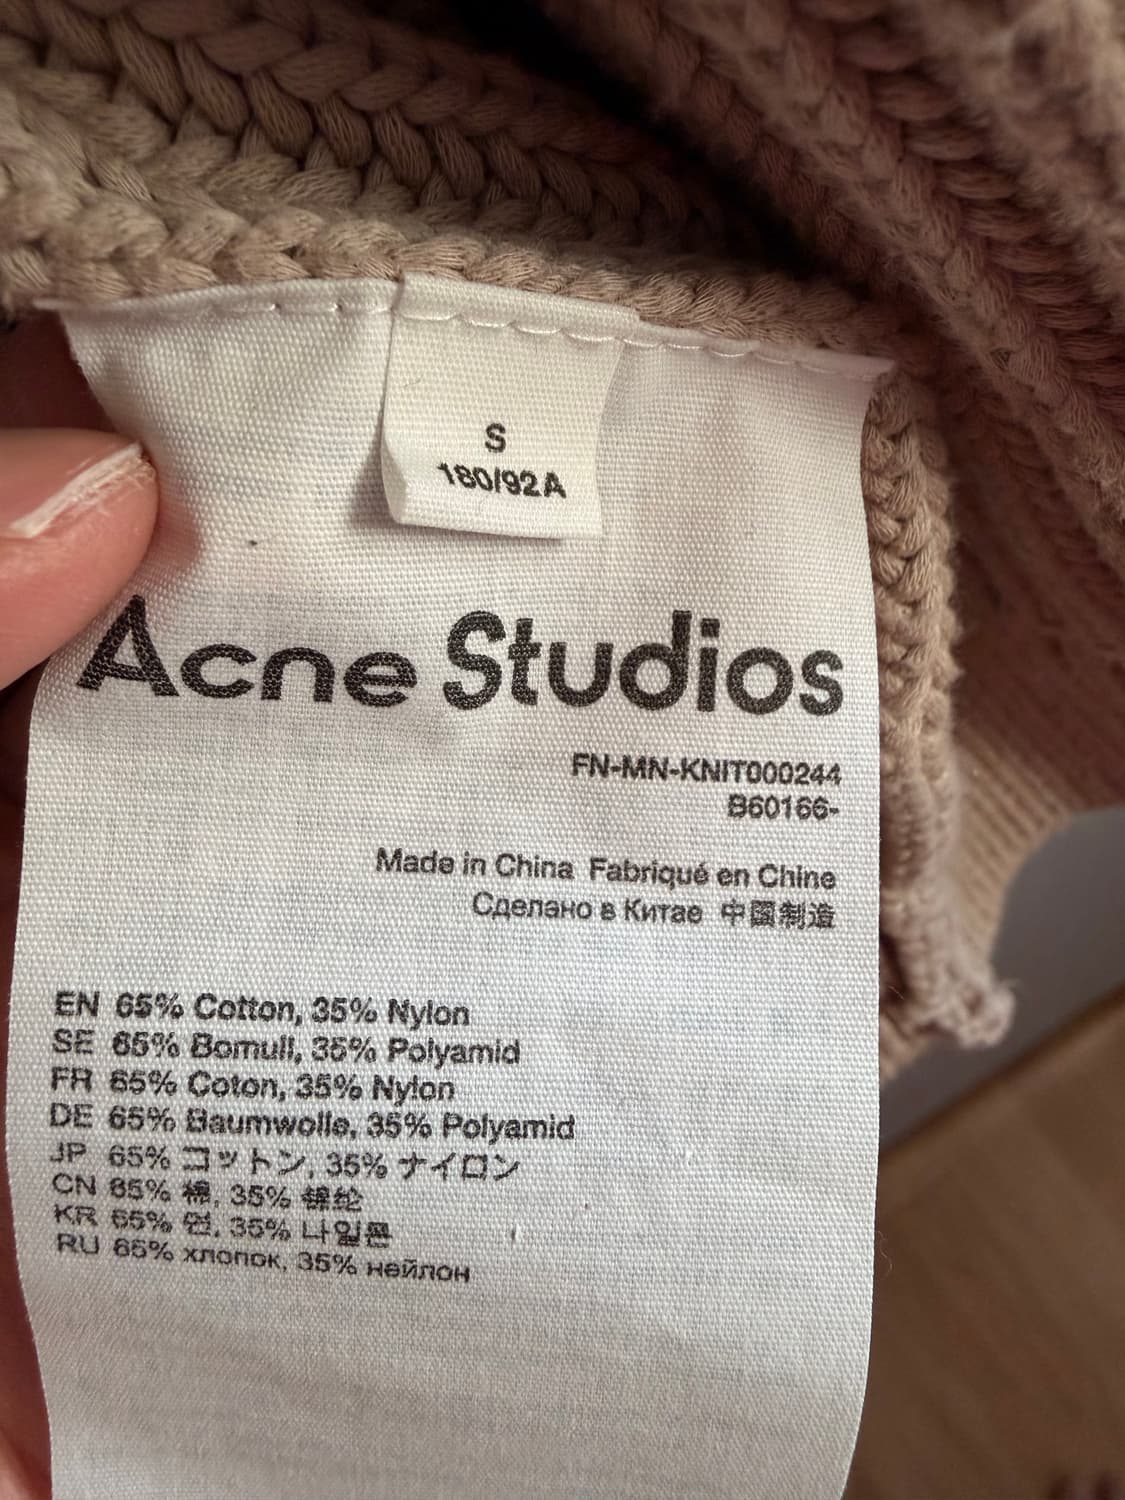 S
180/92A
Acne Studios
FN-MN-KNIT000244
B60166-
Made in China Fabriqué en Chine
Сделано в Китае 中国制造
EN 65% Cotton, 35% Nylon
SE 65% Bomull, 35% Polyamid
FR 65% Coton, 35% Nylon
DE 65% Baumwolle, 35% Polyamid
JP 65% コットン, 35% ナイロン
CN 65% 棉, 35% 锦纶
KR 65% 면, 35% 나일론
RU 65% хлопок, 35% нейлон